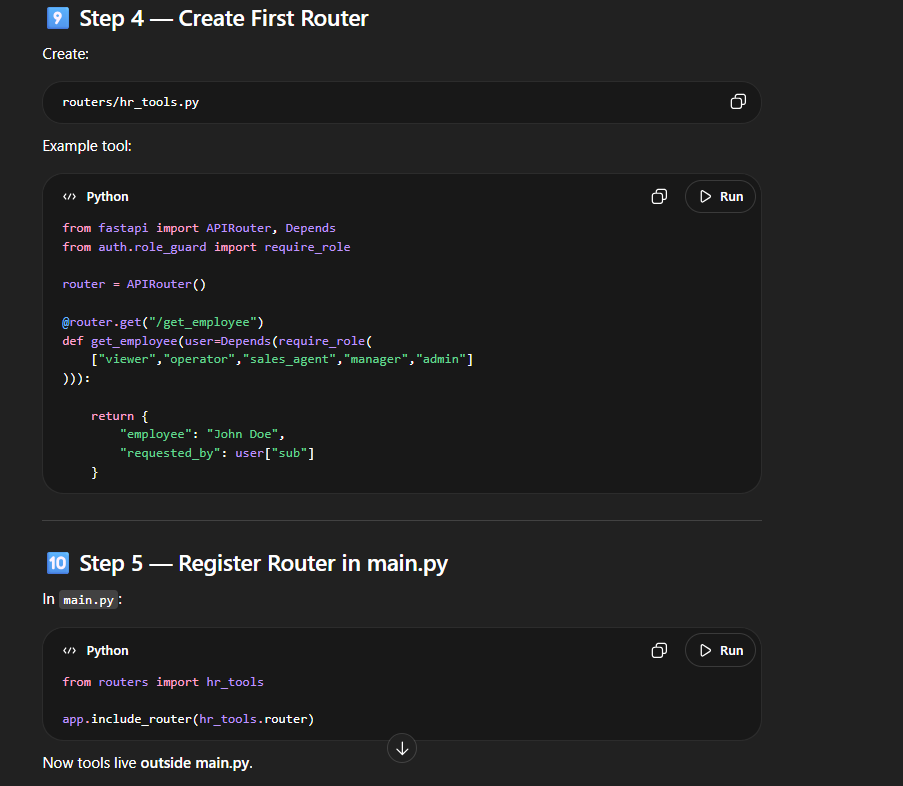 9 Step 4 — Create First Router
Create:
routers/hr_tools.py
Example tool:
</> Python
Run
from fastapi import APIRouter, Depends
from auth.role_guard import require_role
router = APIRouter()
@router.get("/get_employee")
def get_employee(user=Depends(require_role(
    ["viewer","operator","sales_agent","manager","admin"]
))):
    return {
        "employee": "John Doe",
        "requested_by": user["sub"]
    }
10 Step 5 — Register Router in main.py
In main.py:
</> Python
Run
from routers import hr_tools
app.include_router(hr_tools.router)
Now tools live outside main.py.